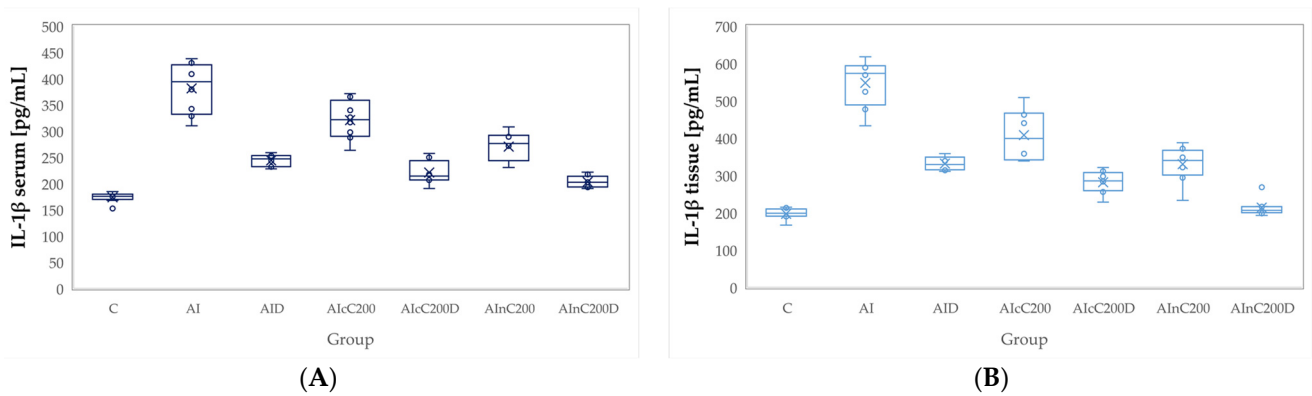 500
450
400
350
300
250
200
150
100
50
0
IL-1β serum [pg/mL]
C AI AID AIcC200 AIcC200D AInC200 AInC200D
Group
(A)
700
600
500
400
300
200
100
0
IL-1β tissue [pg/mL]
C AI AID AIcC200 AIcC200D AInC200 AInC200D
Group
(B)